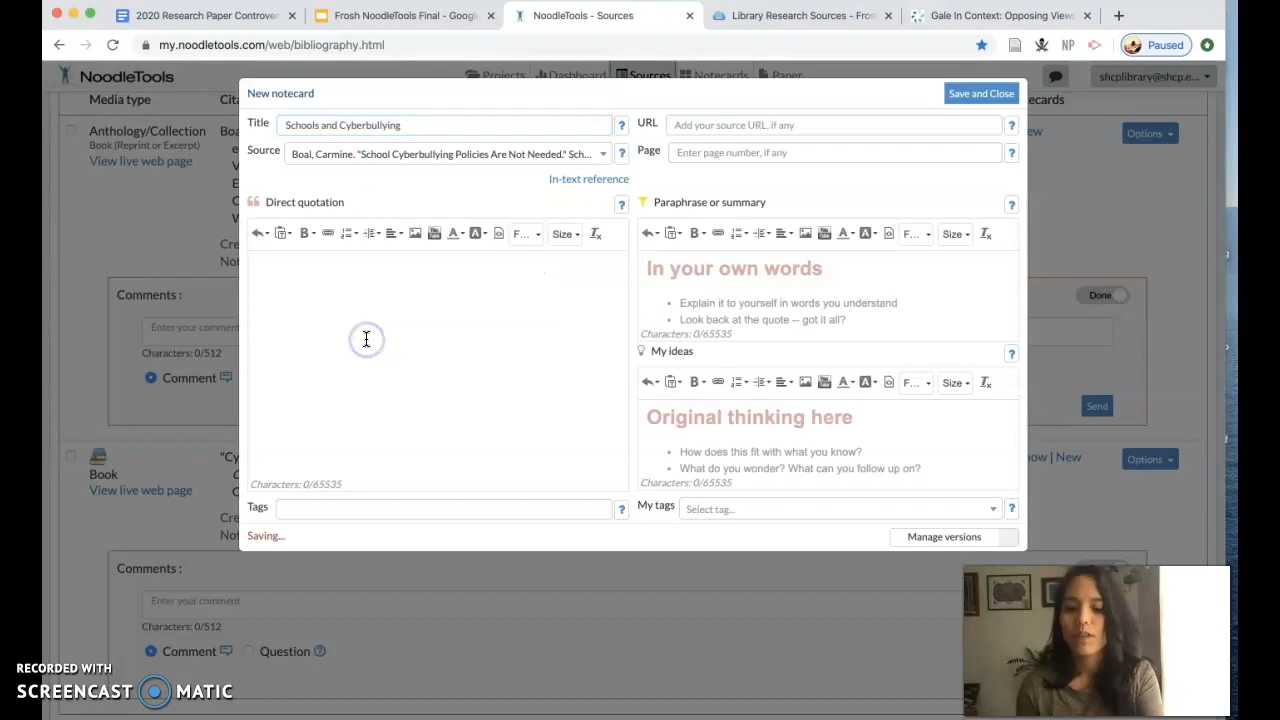 2020 Research Paper Controver
Frosh NoodleTools Final - Google
NoodleTools - Sources
Library Research Sources - Fros
Gale In Context: Opposing View
my.noodletools.com/web/bibliography.html
NP
Paused
NoodleTools
Projects
Dashboard
Sources
Notecards
Paper
shcplibrary@shcp.e...
Media type
New notecard
Save and Close
Title
Schools and Cyberbullying
?
URL
Add your source URL, if any
?
Source
Boal, Carmine. "School Cyberbullying Policies Are Not Needed." Sch...
?
Page
Enter page number, if any
?
In-text reference
Direct quotation
?
Paraphrase or summary
?
B
A
A
F...
Size
B
A
A
F...
Size
In your own words
Explain it to yourself in words you understand
Look back at the quote -- got it all?
Characters: 0/65535
My ideas
?
B
A
A
F...
Size
Original thinking here
How does this fit with what you know?
What do you wonder? What can you follow up on?
Characters: 0/65535
Characters: 0/65535
Tags
?
My tags
Select tag...
?
Saving...
Manage versions
Anthology/Collection
Boa
(Reprint or Excerpt)
View live web page
Options
Comments :
Done
Enter your comment
Characters: 0/512
Comment
Send
Book
"Cy
View live web page
ow | New
Options
Comments :
Enter your comment
Characters: 0/512
Comment
Question
?
RECORDED WITH
SCREENCAST
MATIC